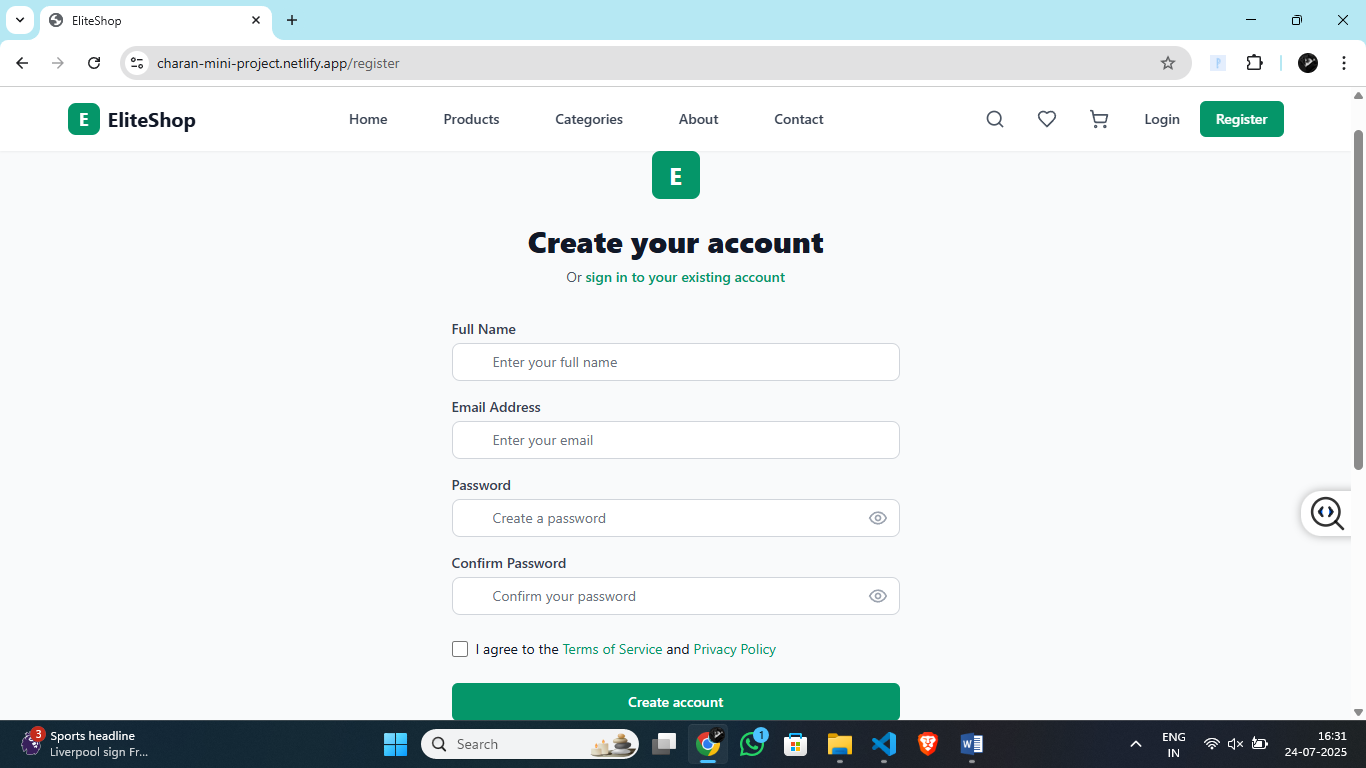 EliteShop
charan-mini-project.netlify.app/register
E EliteShop Home Products Categories About Contact Login Register
E
Create your account
Or sign in to your existing account
Full Name
Enter your full name
Email Address
Enter your email
Password
Create a password
Confirm Password
Confirm your password
I agree to the Terms of Service and Privacy Policy
Create account
3 Sports headline
Liverpool sign Fr...
Search
1
ENG
IN
16:31
24-07-2025